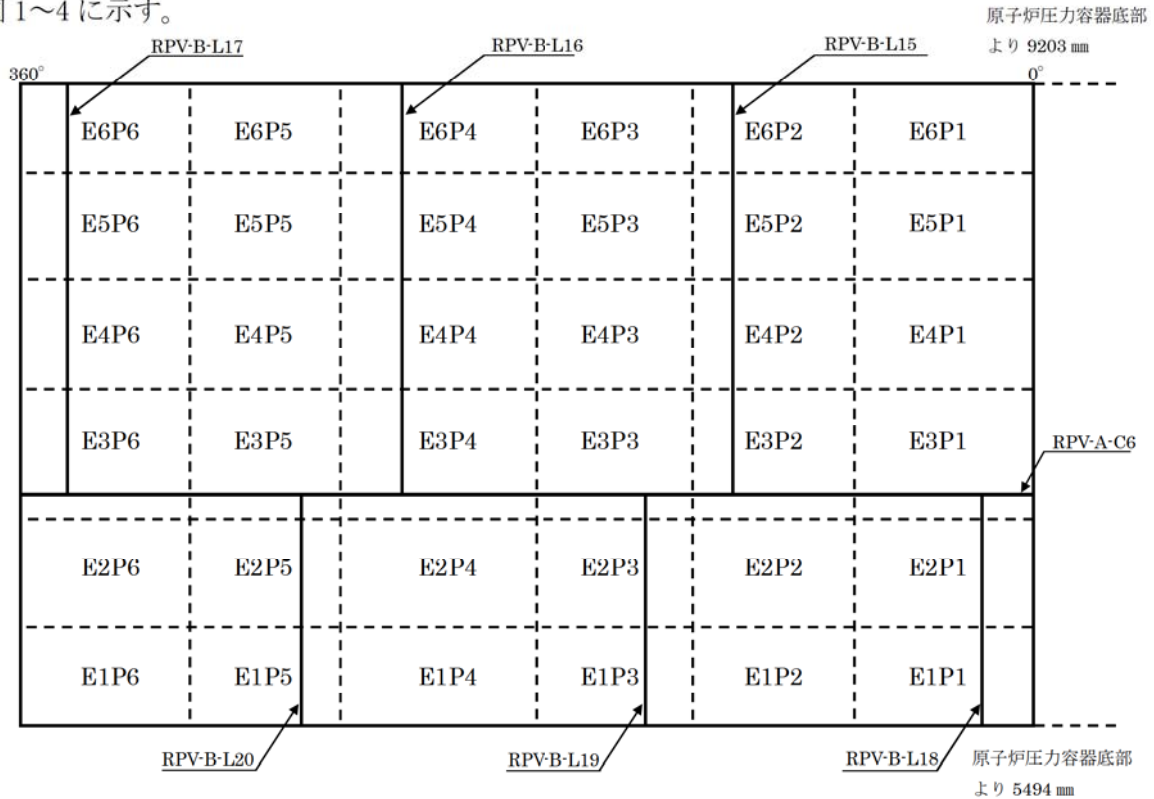 1～4 に示す。
原子炉圧力容器底部
より 9203 ㎜
RPV-B-L17
RPV-B-L16
RPV-B-L15
360°
0°
E6P6 E6P5 E6P4 E6P3 E6P2 E6P1
E5P6 E5P5 E5P4 E5P3 E5P2 E5P1
E4P6 E4P5 E4P4 E4P3 E4P2 E4P1
E3P6 E3P5 E3P4 E3P3 E3P2 E3P1
RPV-A-C6
E2P6 E2P5 E2P4 E2P3 E2P2 E2P1
E1P6 E1P5 E1P4 E1P3 E1P2 E1P1
RPV-B-L20
RPV-B-L19
RPV-B-L18
原子炉圧力容器底部
より 5494 ㎜